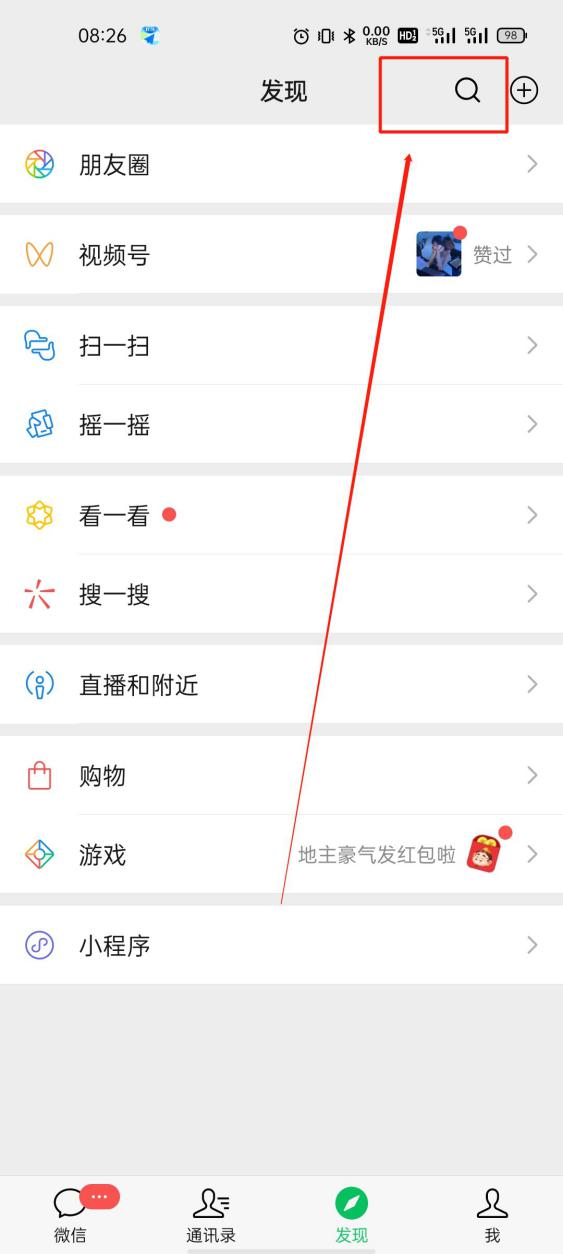 08:26
0.00
KB/S
HD
5G
5G
98
发现
朋友圈
视频号
赞过
扫一扫
摇一摇
看一看
搜一搜
直播和附近
购物
游戏
地主豪气发红包啦
小程序
微信
通讯录
发现
我